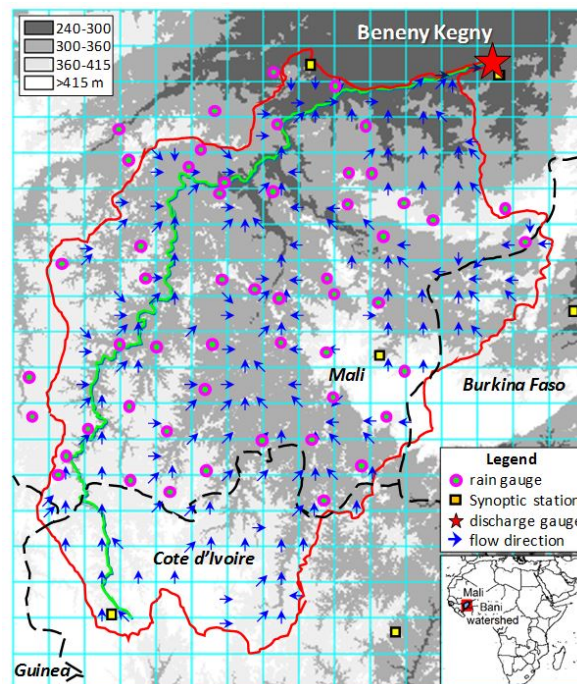 240-300
300-360
360-415
>415 m
Beneny Kegny
Mali
Burkina Faso
Cote d'Ivoire
Guinea
Legend
rain gauge
Synoptic station
discharge gauge
flow direction
Mali
Bani
watershed